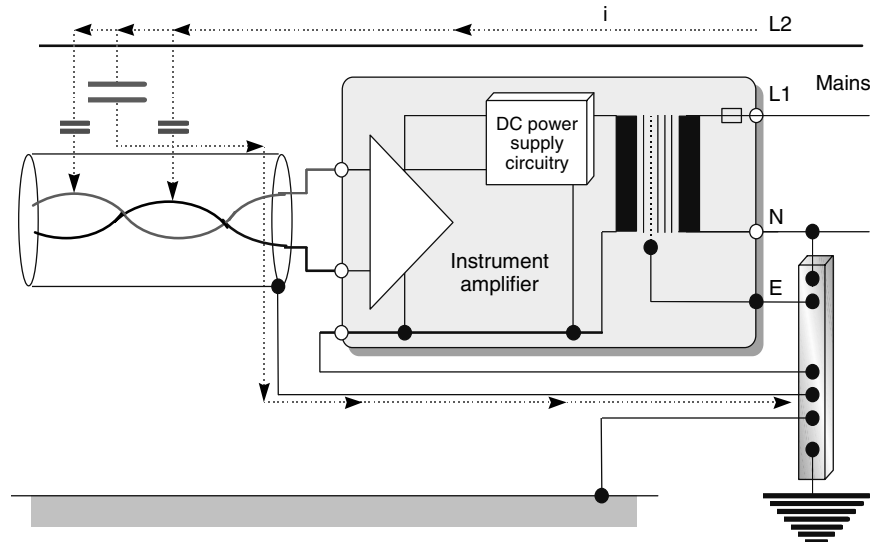 i
L2
L1
Mains
DC power
supply
circuitry
N
Instrument
amplifier
E